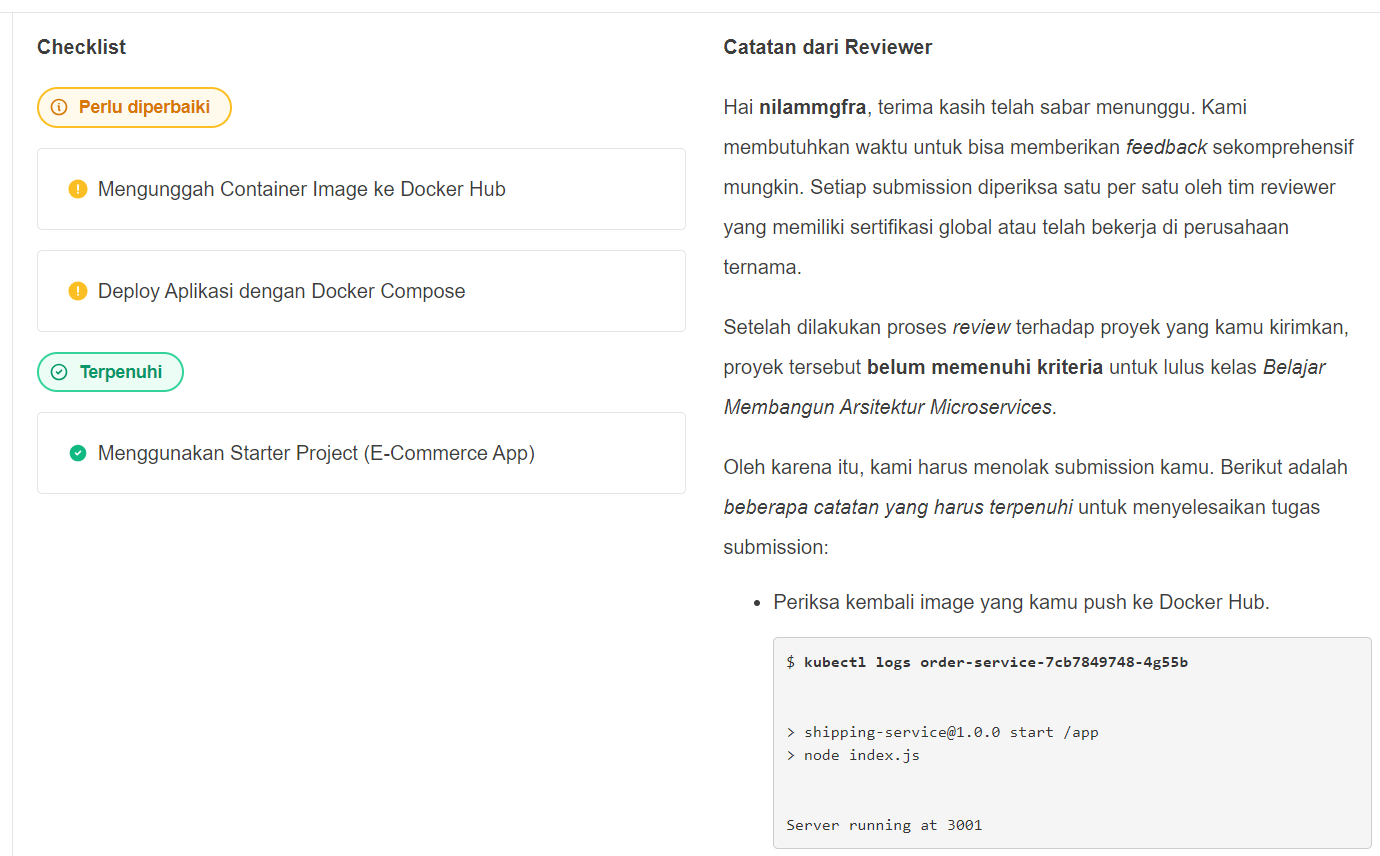 Checklist
Perlu diperbaiki
Mengunggah Container Image ke Docker Hub
Deploy Aplikasi dengan Docker Compose
Terpenuhi
Menggunakan Starter Project (E-Commerce App)
Catatan dari Reviewer
Hai nilammgfra, terima kasih telah sabar menunggu. Kami
membutuhkan waktu untuk bisa memberikan feedback sekomprehensif
mungkin. Setiap submission diperiksa satu per satu oleh tim reviewer
yang memiliki sertifikasi global atau telah bekerja di perusahaan
ternama.
Setelah dilakukan proses review terhadap proyek yang kamu kirimkan,
proyek tersebut belum memenuhi kriteria untuk lulus kelas Belajar
Membangun Arsitektur Microservices.
Oleh karena itu, kami harus menolak submission kamu. Berikut adalah
beberapa catatan yang harus terpenuhi untuk menyelesaikan tugas
submission:
• Periksa kembali image yang kamu push ke Docker Hub.
$ kubectl logs order-service-7cb7849748-4g55b
> shipping-service@1.0.0 start /app
> node index.js
Server running at 3001